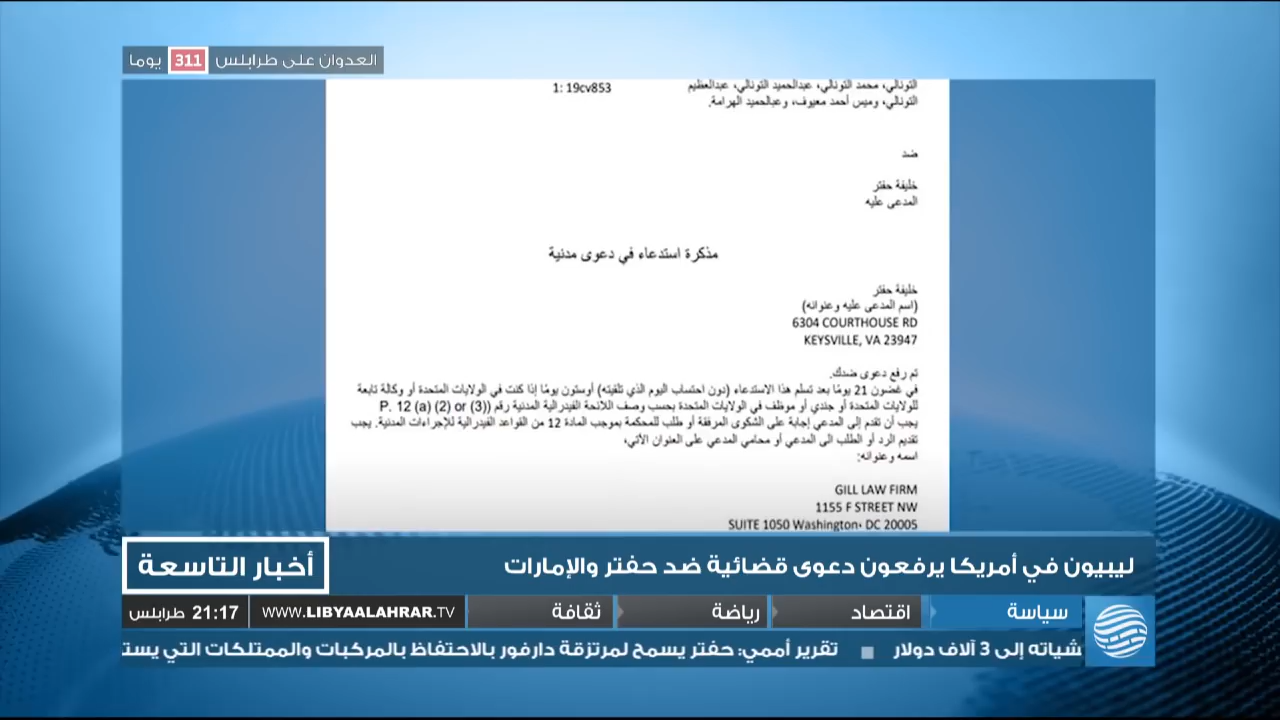 العدوان على طرابلس 311 يوما
التونالي، محمد التونالي، عبدالحميد التونالي، عبدالعظيم
1: 19cv853
التونالي، وميس أحمد معيوف، وعبالحميد الهرامة.
ضد
خليفة حفتر
المدعى عليه
مذكرة استدعاء في دعوى مدنية
خليفة حفتر
(اسم المدعى عليه وعنوانه)
6304 COURTHOUSE RD
KEYSVILLE, VA 23947
تم رفع دعوى ضدك.
في غضون 21 يومًا بعد تسلم هذا الاستدعاء (دون احتساب اليوم الذي تلقيته) أوستون يومًا إذا كنت في الولايات المتحدة أو وكالة تابعة
للولايات المتحدة أو جندي أو موظف في الولايات المتحدة بحسب وصف اللائحة الفيدرالية المدنية رقم P. 12 (a) (2) or (3))
يجب أن تقدم إلى المدعي إجابة على الشكوى المرفقة أو طلب للمحكمة بموجب المادة 12 من القواعد الفيدرالية للإجراءات المدنية. يجب
تقديم الرد أو الطلب الى المدعي أو محامي المدعي على العنوان الأتي،
اسمه وعنوانه:
GILL LAW FIRM
1155 F STREET NW
SUITE 1050 Washington، DC 20005
ليبيون في أمريكا يرفعون دعوى قضائية ضد حفتر والإمارات
أخبار التاسعة
سياسة
اقتصاد
رياضة
ثقافة
WWW.LIBYAALAHRAR.TV
21:17 طرابلس
شياته إلى 3 آلاف دولار ■ تقرير أممي: حفتر يسمح لمرتزقة دارفور بالاحتفاظ بالمركبات والممتلكات التي يست